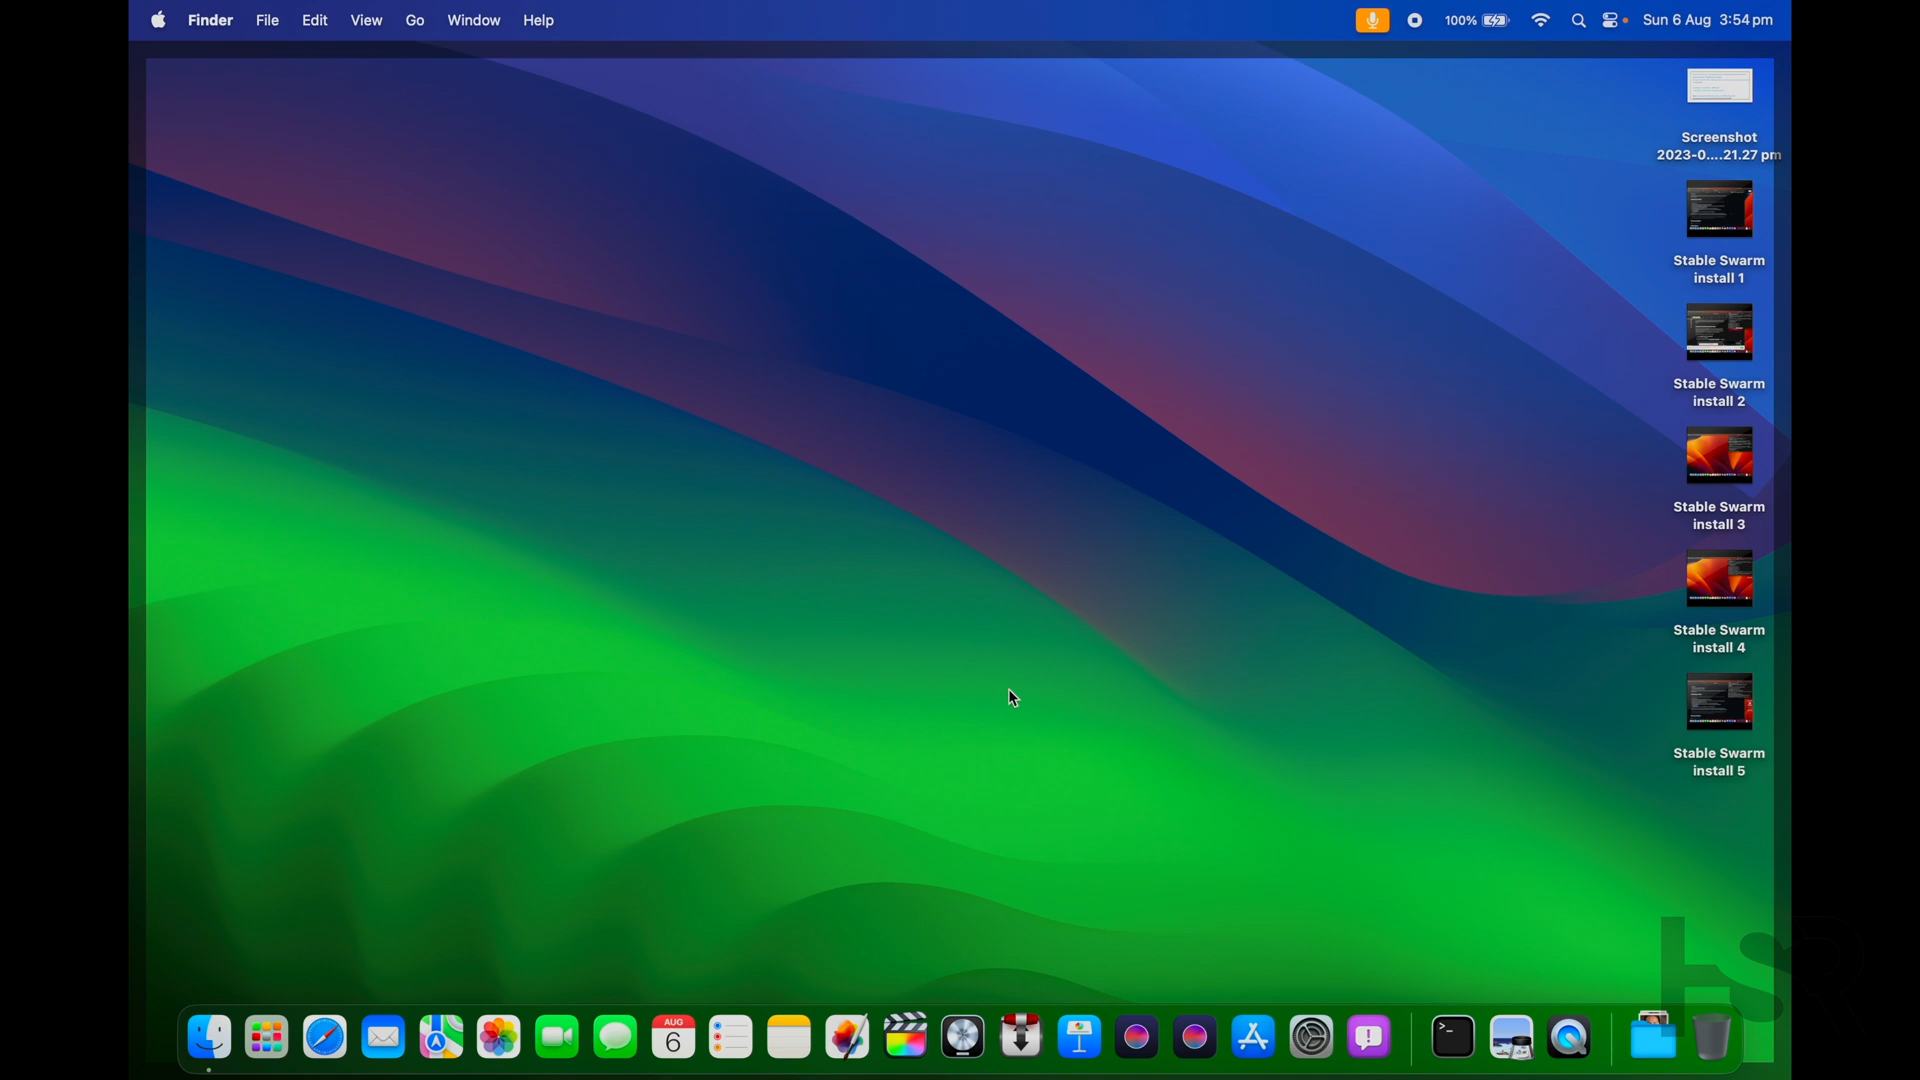 Finder File Edit View Go Window Help 100% Sun 6 Aug 3:54 pm
Screenshot
2023-0....21.27 pm
Stable Swarm
install 1
Stable Swarm
install 2
Stable Swarm
install 3
Stable Swarm
install 4
Stable Swarm
install 5
AUG
6